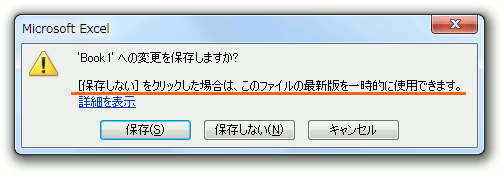 Microsoft Excel
'Book1' への変更を保存しますか?
[保存しない] をクリックした場合は、このファイルの最新版を一時的に使用できます。
詳細を表示
保存(S) 保存しない(N) キャンセル